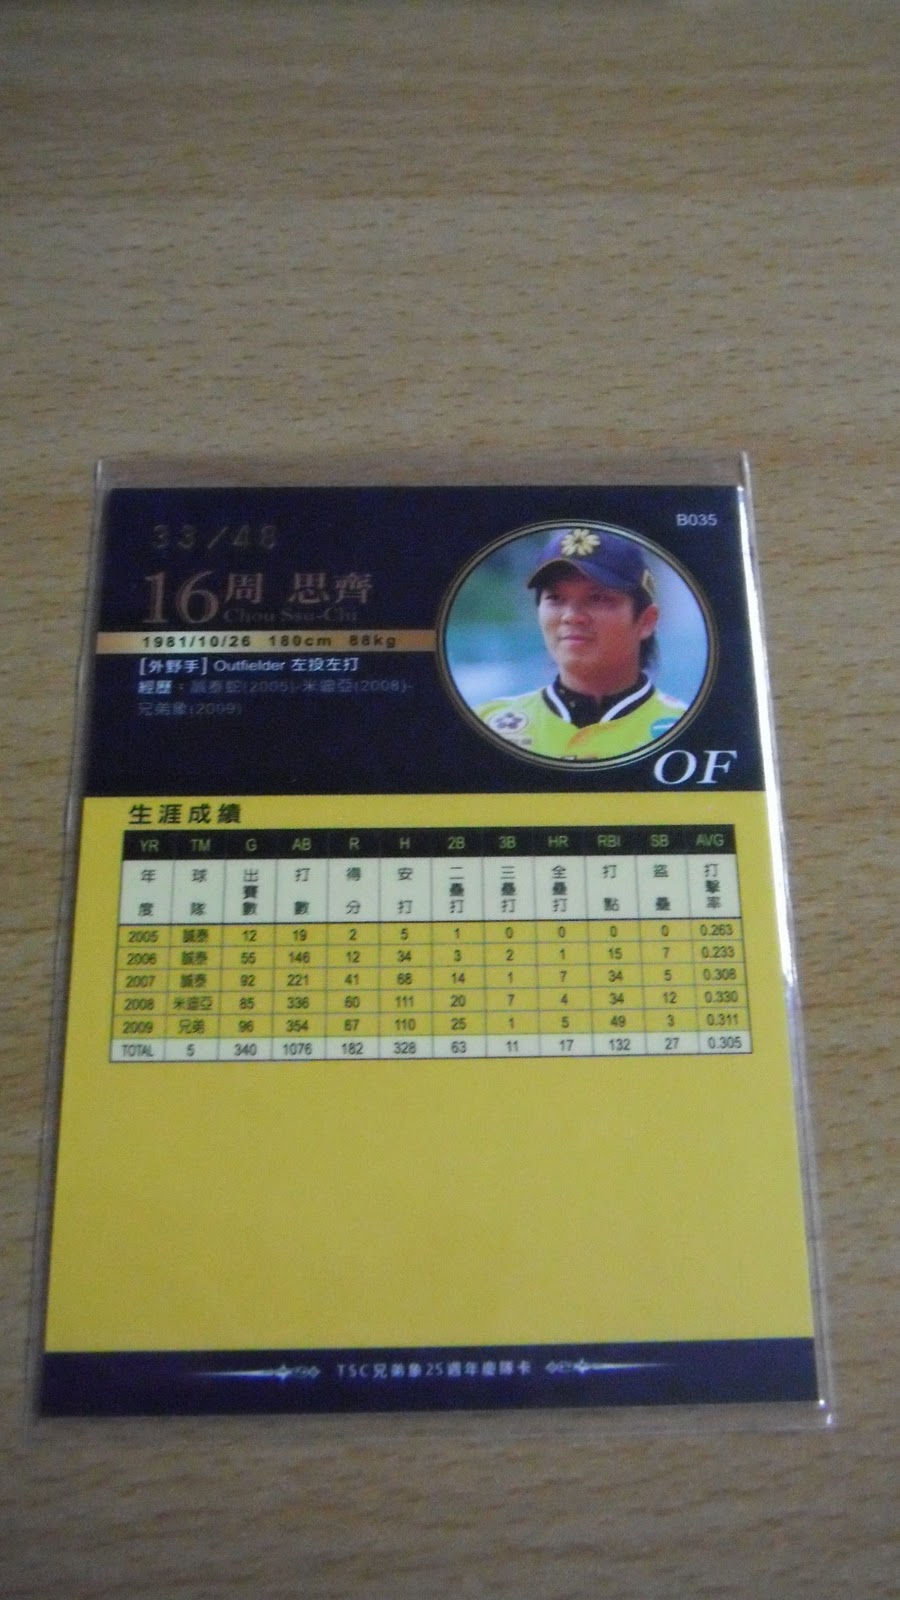 33/48
B035
16 周 思齊
Chou Ssu-Chi
1981/10/26 180cm 88kg
[外野手] Outfielder 左投左打
經歷：誠泰蛇(2005)-米迪亞(2008)-
兄弟象(2009)
OF
生涯成績
YR TM G AB R H 2B 3B HR RBI SB AVG
年度 球隊 出賽數 打數 得分 安打 二壘打 三壘打 全壘打 打點 盜壘 打擊率
2005 誠泰 12 19 2 5 1 0 0 0 0 0.263
2006 誠泰 55 146 12 34 3 2 1 15 7 0.233
2007 誠泰 92 221 41 68 14 1 7 34 5 0.308
2008 米迪亞 85 336 60 111 20 7 4 34 12 0.330
2009 兄弟 96 354 67 110 25 1 5 49 3 0.311
TOTAL 5 340 1076 182 328 63 11 17 132 27 0.305
TSC兄弟象25週年慶隊卡